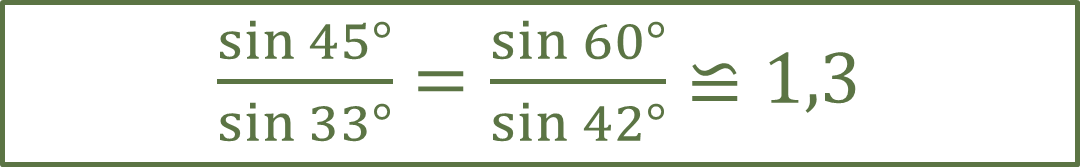 sin 45° / sin 33° = sin 60° / sin 42° ≌ 1,3